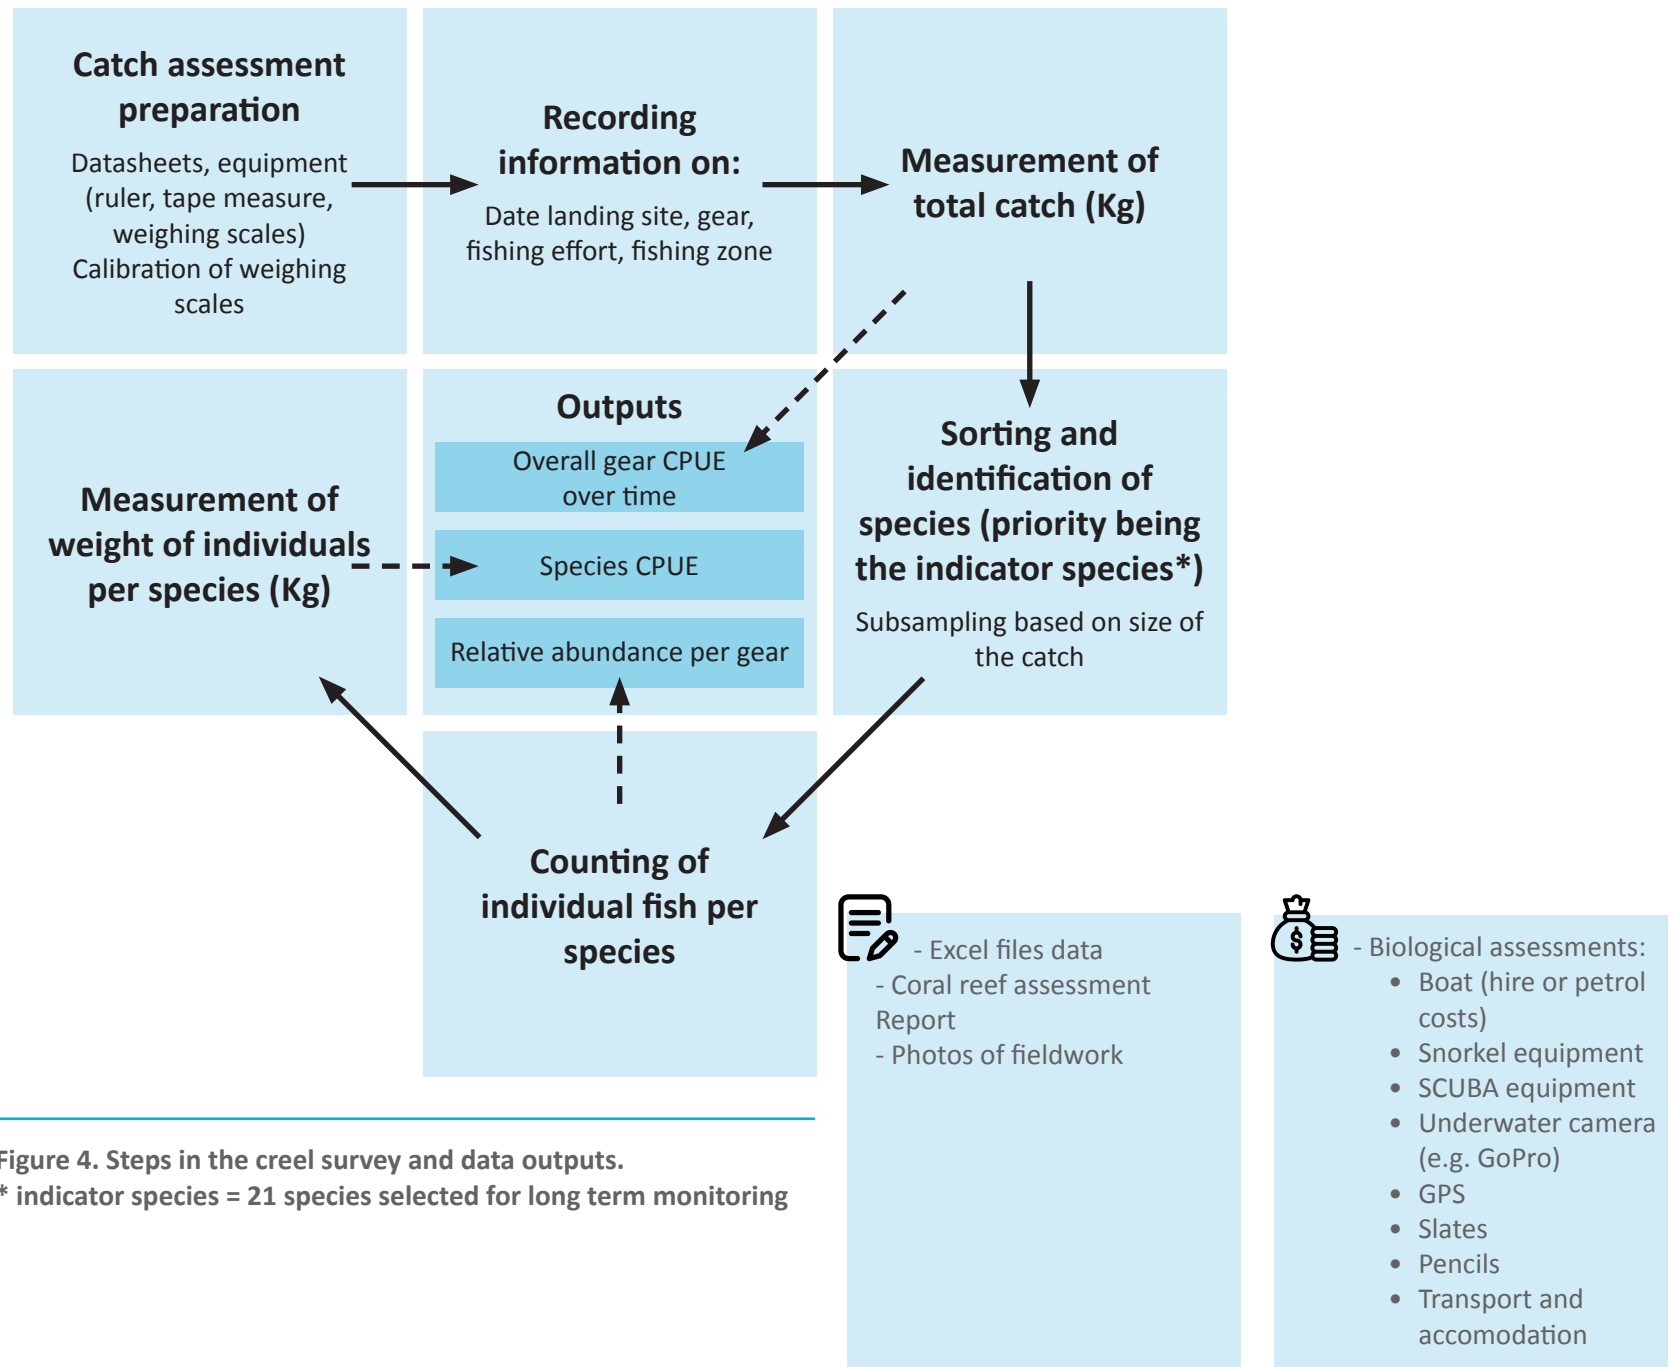 Catch assessment
preparation
Datasheets, equipment
(ruler, tape measure,
weighing scales)
Calibration of weighing
scales
Recording
information on:
Date landing site, gear,
fishing effort, fishing zone
Measurement of
total catch (Kg)
Measurement of
weight of individuals
per species (Kg)
Outputs
Overall gear CPUE
over time
Species CPUE
Relative abundance per gear
Sorting and
identification of
species (priority being
the indicator species*)
Subsampling based on size of
the catch
Counting of
individual fish per
species
Figure 4. Steps in the creel survey and data outputs.
* indicator species = 21 species selected for long term monitoring
- Excel files data
- Coral reef assessment
Report
- Photos of fieldwork
$
- Biological assessments:
• Boat (hire or petrol
costs)
• Snorkel equipment
• SCUBA equipment
• Underwater camera
(e.g. GoPro)
• GPS
• Slates
• Pencils
• Transport and
accomodation